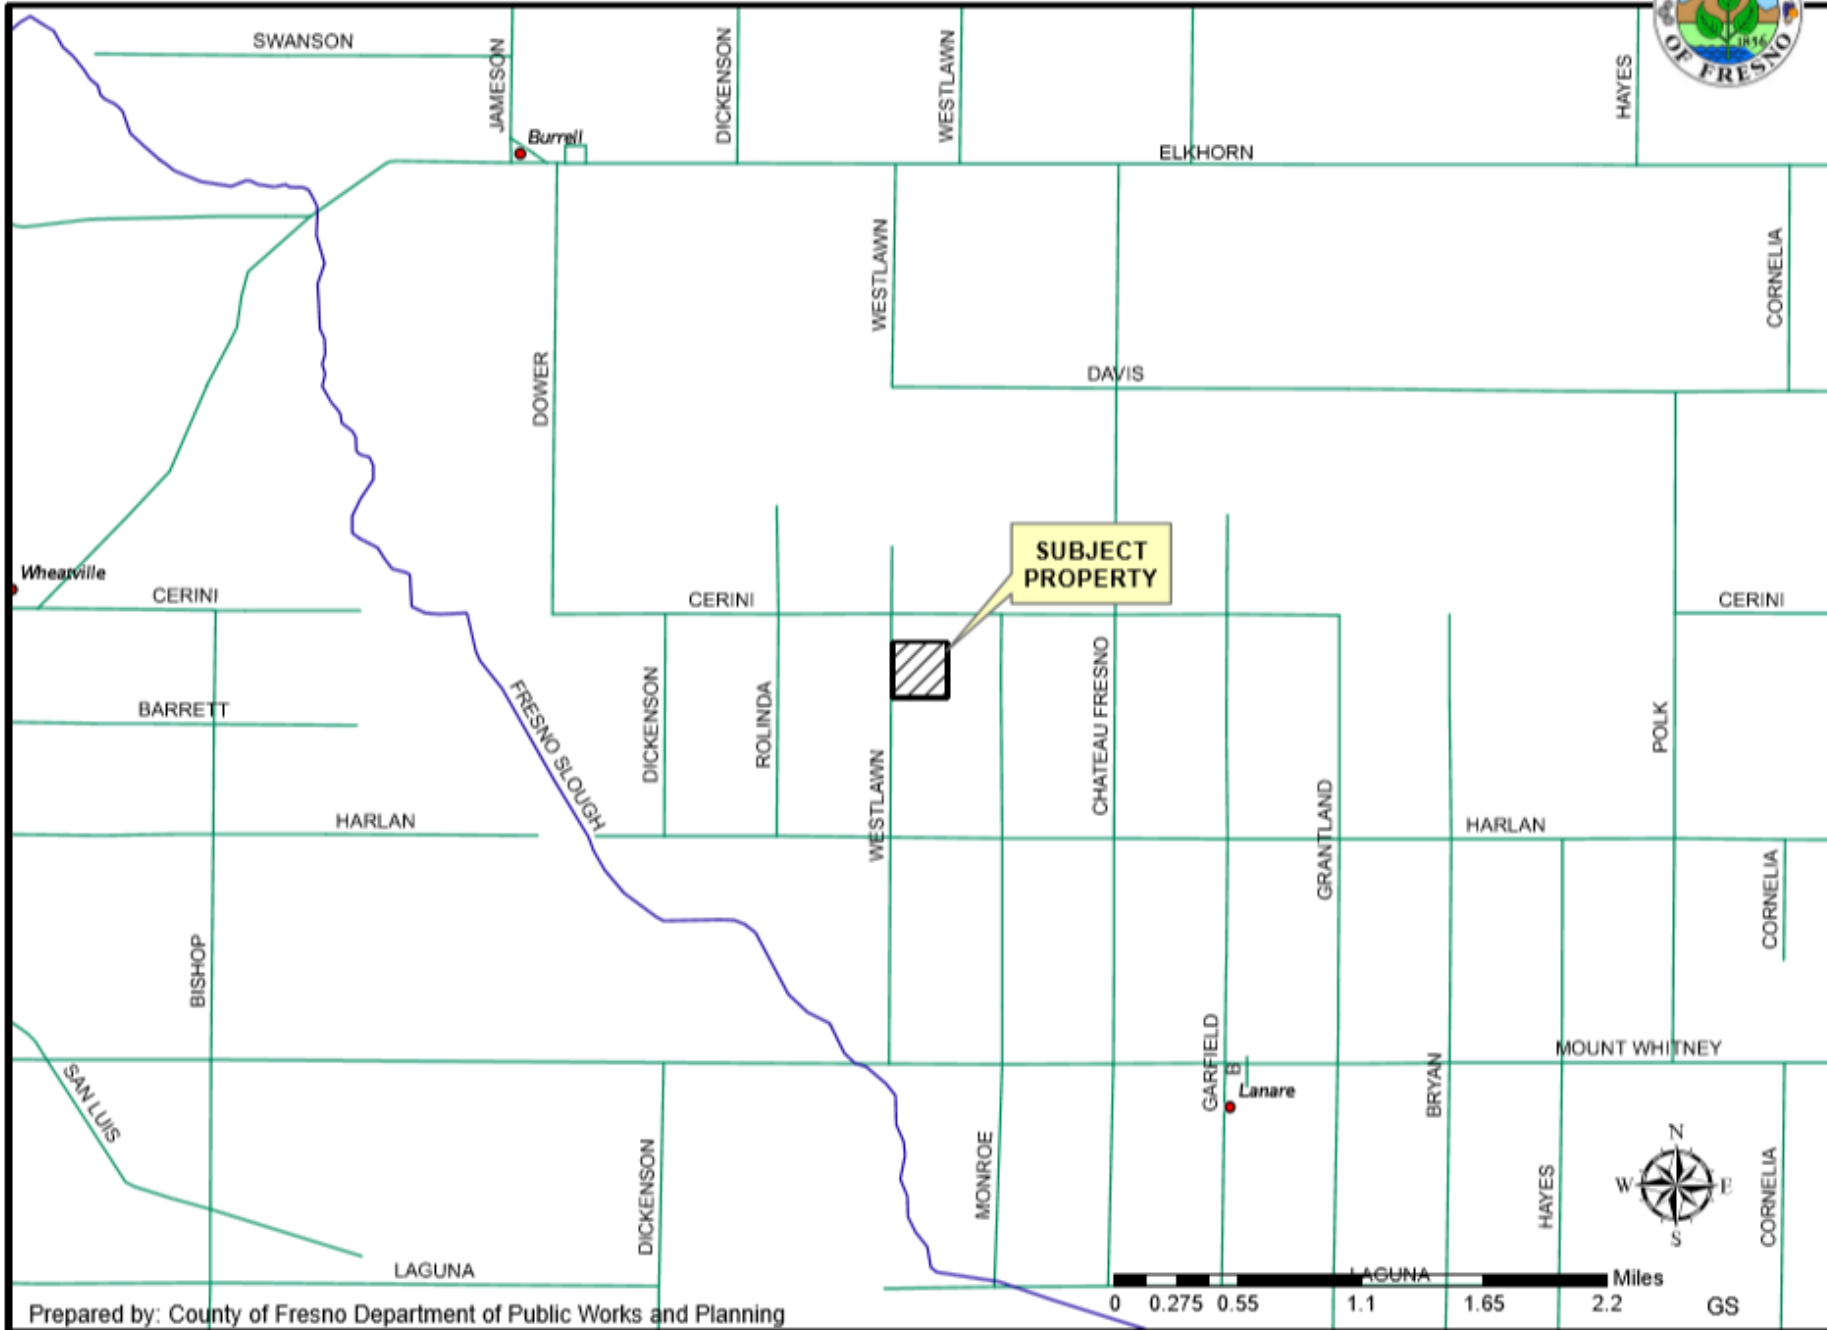 SWANSON
JAMESON
DICKENSON
WESTLAWN
HAYES
1856
OF FRESNO
Burrell
ELKHORN
WESTLAWN
CORNELIA
DOWER
DAVIS
SUBJECT
PROPERTY
Wheatville
CERINI
CERINI
CERINI
BARRETT
FRESNO SLOUGH
DICKENSON
ROLINDA
WESTLAWN
CHATEAU FRESNO
GRANTLAND
POLK
HARLAN
HARLAN
CORNELIA
BISHOP
SAN LUIS
GARFIELD
B
Lanare
BRYAN
MOUNT WHITNEY
DICKENSON
MONROE
HAYES
CORNELIA
N
W
E
S
LAGUNA
LAGUNA
Miles
0 0.275 0.55 1.1 1.65 2.2
GS
Prepared by: County of Fresno Department of Public Works and Planning